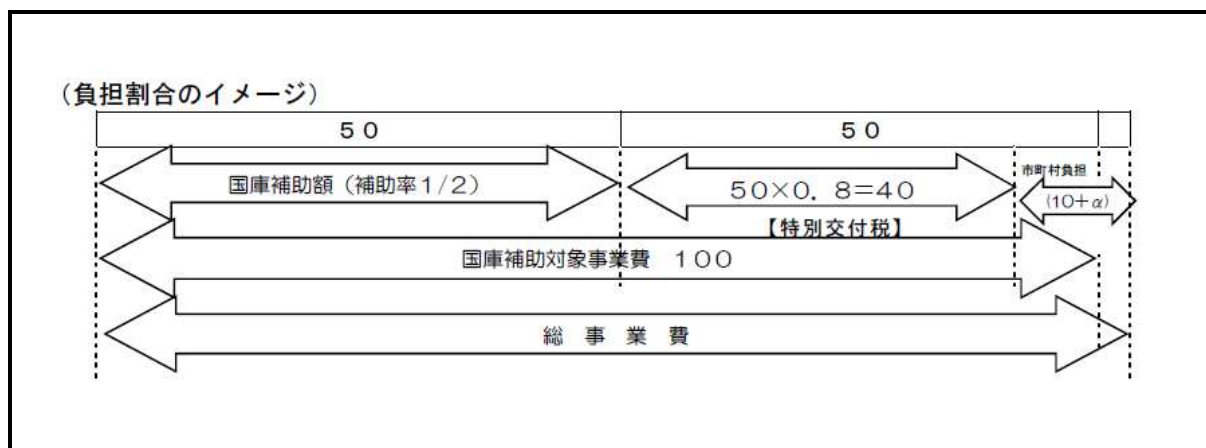 （負担割合のイメージ）
５０ ５０
国庫補助額（補助率１/２）
５０×０．８＝４０
【特別交付税】
市町村負担
（10＋α）
国庫補助対象事業費　１００
総　事　業　費